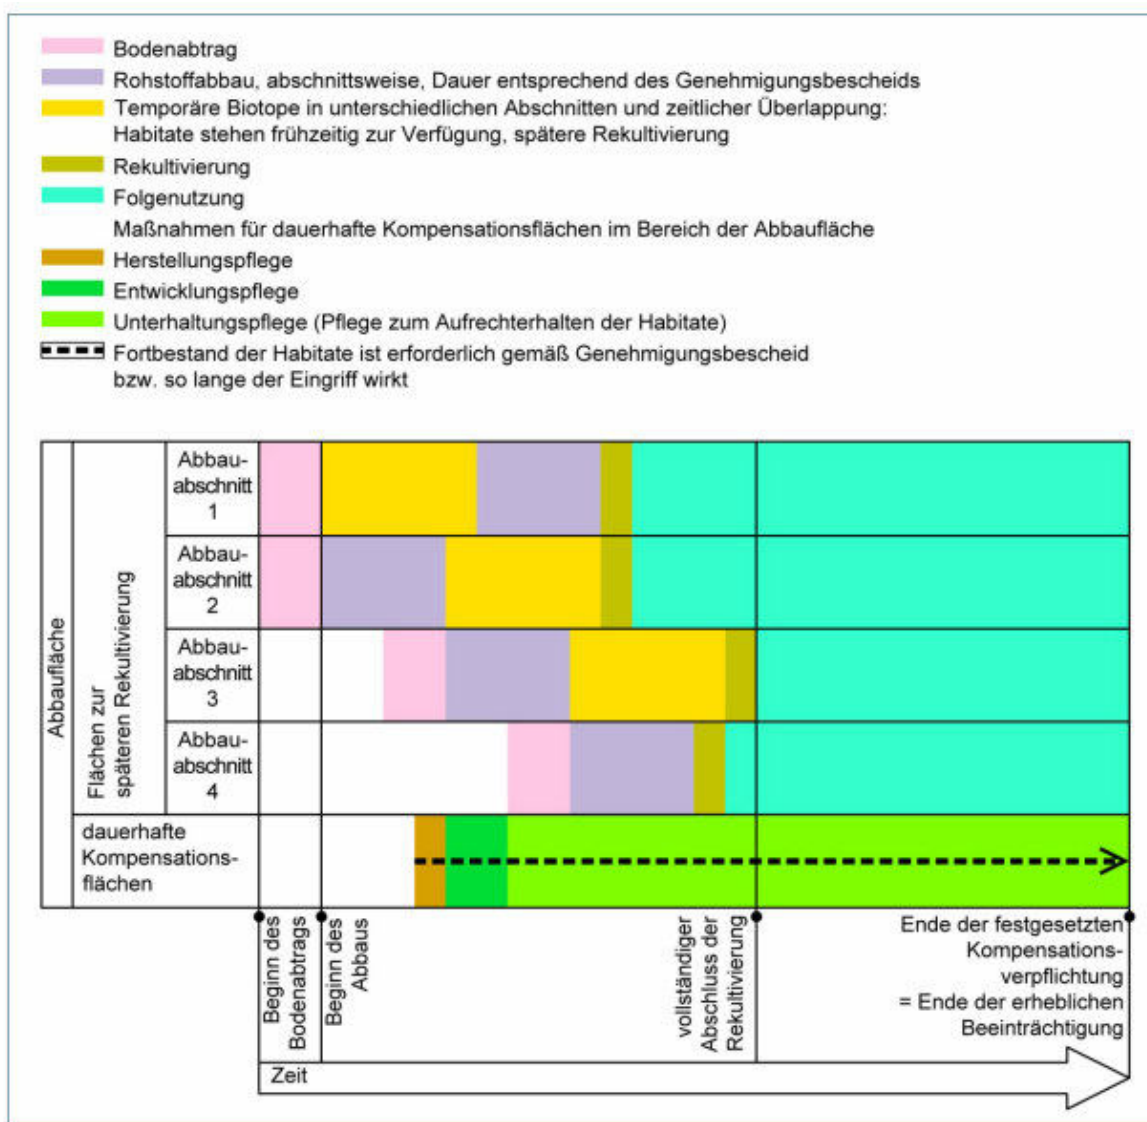 Bodenabtrag
Rohstoffabbau, abschnittsweise, Dauer entsprechend des Genehmigungsbescheids
Temporäre Biotope in unterschiedlichen Abschnitten und zeitlicher Überlappung:
Habitate stehen frühzeitig zur Verfügung, spätere Rekultivierung
Rekultivierung
Folgenutzung
Maßnahmen für dauerhafte Kompensationsflächen im Bereich der Abbaufläche
Herstellungspflege
Entwicklungspflege
Unterhaltungspflege (Pflege zum Aufrechterhalten der Habitate)
Fortbestand der Habitate ist erforderlich gemäß Genehmigungsbescheid
bzw. so lange der Eingriff wirkt
Abbaufläche
Flächen zur
späteren Rekultivierung
Abbau-
abschnitt
1
Abbau-
abschnitt
2
Abbau-
abschnitt
3
Abbau-
abschnitt
4
dauerhafte
Kompensations-
flächen
Beginn des
Bodenabtrags
Beginn des
Abbaus
vollständiger
Abschluss der
Rekultivierung
Ende der festgesetzten
Kompensations-
verpflichtung
= Ende der erheblichen
Beeinträchtigung
Zeit